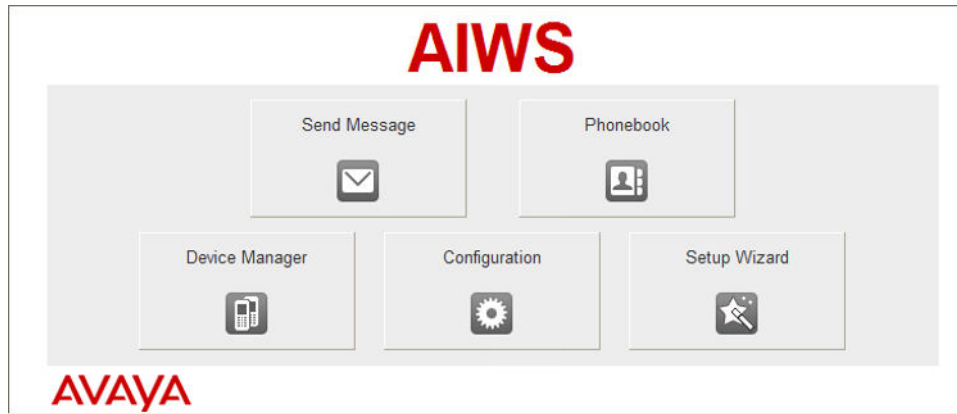 AIWS
Send Message
Phonebook
Device Manager
Configuration
Setup Wizard
AVAYA